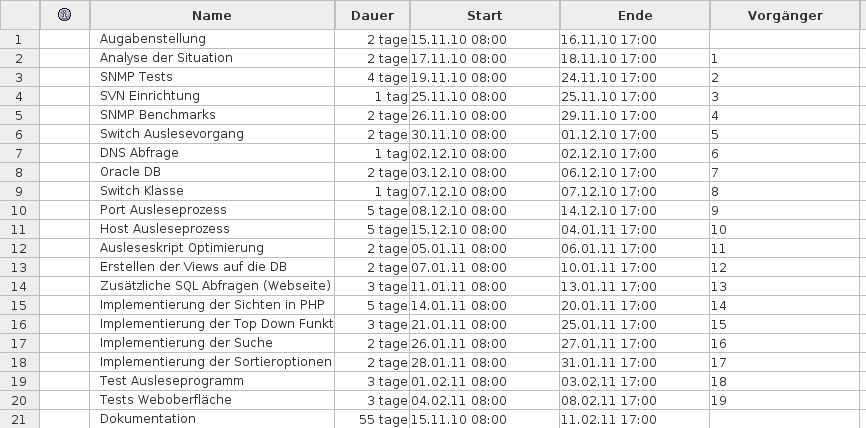 Name Dauer Start Ende Vorgänger
1 Augabenstellung 2 tage 15.11.10 08:00 16.11.10 17:00
2 Analyse der Situation 2 tage 17.11.10 08:00 18.11.10 17:00 1
3 SNMP Tests 4 tage 19.11.10 08:00 24.11.10 17:00 2
4 SVN Einrichtung 1 tag 25.11.10 08:00 25.11.10 17:00 3
5 SNMP Benchmarks 2 tage 26.11.10 08:00 29.11.10 17:00 4
6 Switch Auslesevorgang 2 tage 30.11.10 08:00 01.12.10 17:00 5
7 DNS Abfrage 1 tag 02.12.10 08:00 02.12.10 17:00 6
8 Oracle DB 2 tage 03.12.10 08:00 06.12.10 17:00 7
9 Switch Klasse 1 tag 07.12.10 08:00 07.12.10 17:00 8
10 Port Ausleseprozess 5 tage 08.12.10 08:00 14.12.10 17:00 9
11 Host Ausleseprozess 5 tage 15.12.10 08:00 04.01.11 17:00 10
12 Ausleseskript Optimierung 2 tage 05.01.11 08:00 06.01.11 17:00 11
13 Erstellen der Views auf die DB 2 tage 07.01.11 08:00 10.01.11 17:00 12
14 Zusätzliche SQL Abfragen (Webseite) 3 tage 11.01.11 08:00 13.01.11 17:00 13
15 Implementierung der Sichten in PHP 5 tage 14.01.11 08:00 20.01.11 17:00 14
16 Implementierung der Top Down Funkt 3 tage 21.01.11 08:00 25.01.11 17:00 15
17 Implementierung der Suche 2 tage 26.01.11 08:00 27.01.11 17:00 16
18 Implementierung der Sortieroptionen 2 tage 28.01.11 08:00 31.01.11 17:00 17
19 Test Ausleseprogramm 3 tage 01.02.11 08:00 03.02.11 17:00 18
20 Tests Weboberfläche 3 tage 04.02.11 08:00 08.02.11 17:00 19
21 Dokumentation 55 tage 15.11.10 08:00 11.02.11 17:00